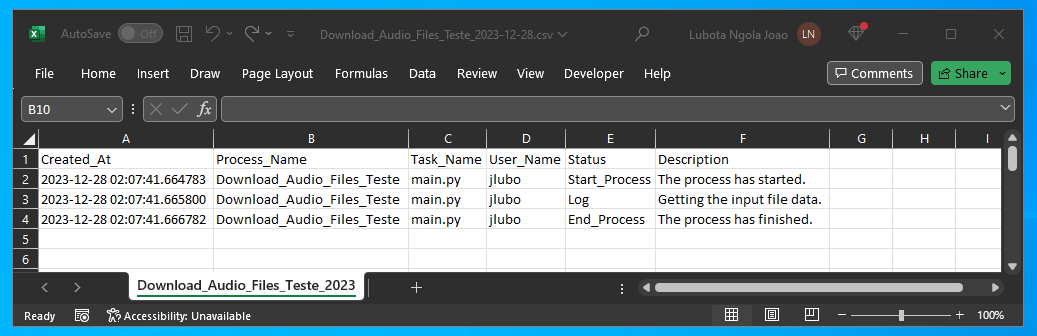 AutoSave Off Download_Audio_Files_Teste_2023-12-28.csv Lubota Ngola Joao LN
File Home Insert Draw Page Layout Formulas Data Review View Developer Help Comments Share
B10 fx
A B C D E F G H I
1 Created_At Process_Name Task_Name User_Name Status Description
2 2023-12-28 02:07:41.664783 Download_Audio_Files_Teste main.py jlubo Start_Process The process has started.
3 2023-12-28 02:07:41.665800 Download_Audio_Files_Teste main.py jlubo Log Getting the input file data.
4 2023-12-28 02:07:41.666782 Download_Audio_Files_Teste main.py jlubo End_Process The process has finished.
5
6
Download_Audio_Files_Teste_2023
Ready Accessibility: Unavailable 100%